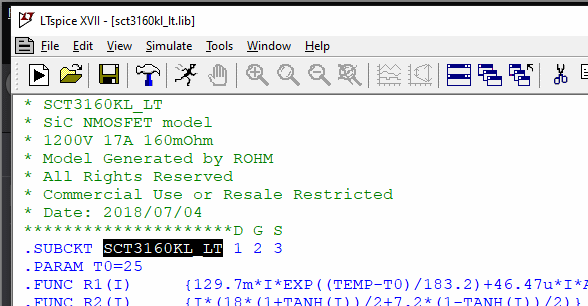 LTspice XVII - [sct3160kl_lt.lib]
File Edit View Simulate Tools Window Help
* SCT3160KL_LT
* SiC NMOSFET model
* 1200V 17A 160mOhm
* Model Generated by ROHM
* All Rights Reserved
* Commercial Use or Resale Restricted
* Date: 2018/07/04
*********************D G S
.SUBCKT SCT3160KL_LT 1 2 3
.PARAM T0=25
.FUNC R1(I) {129.7m*I*EXP((TEMP-T0)/183.2)+46.47u*I*
.FUNC R2(I) {I*(18*(1+TANH(I))/2+7.2*(1-TANH(I))/2)}